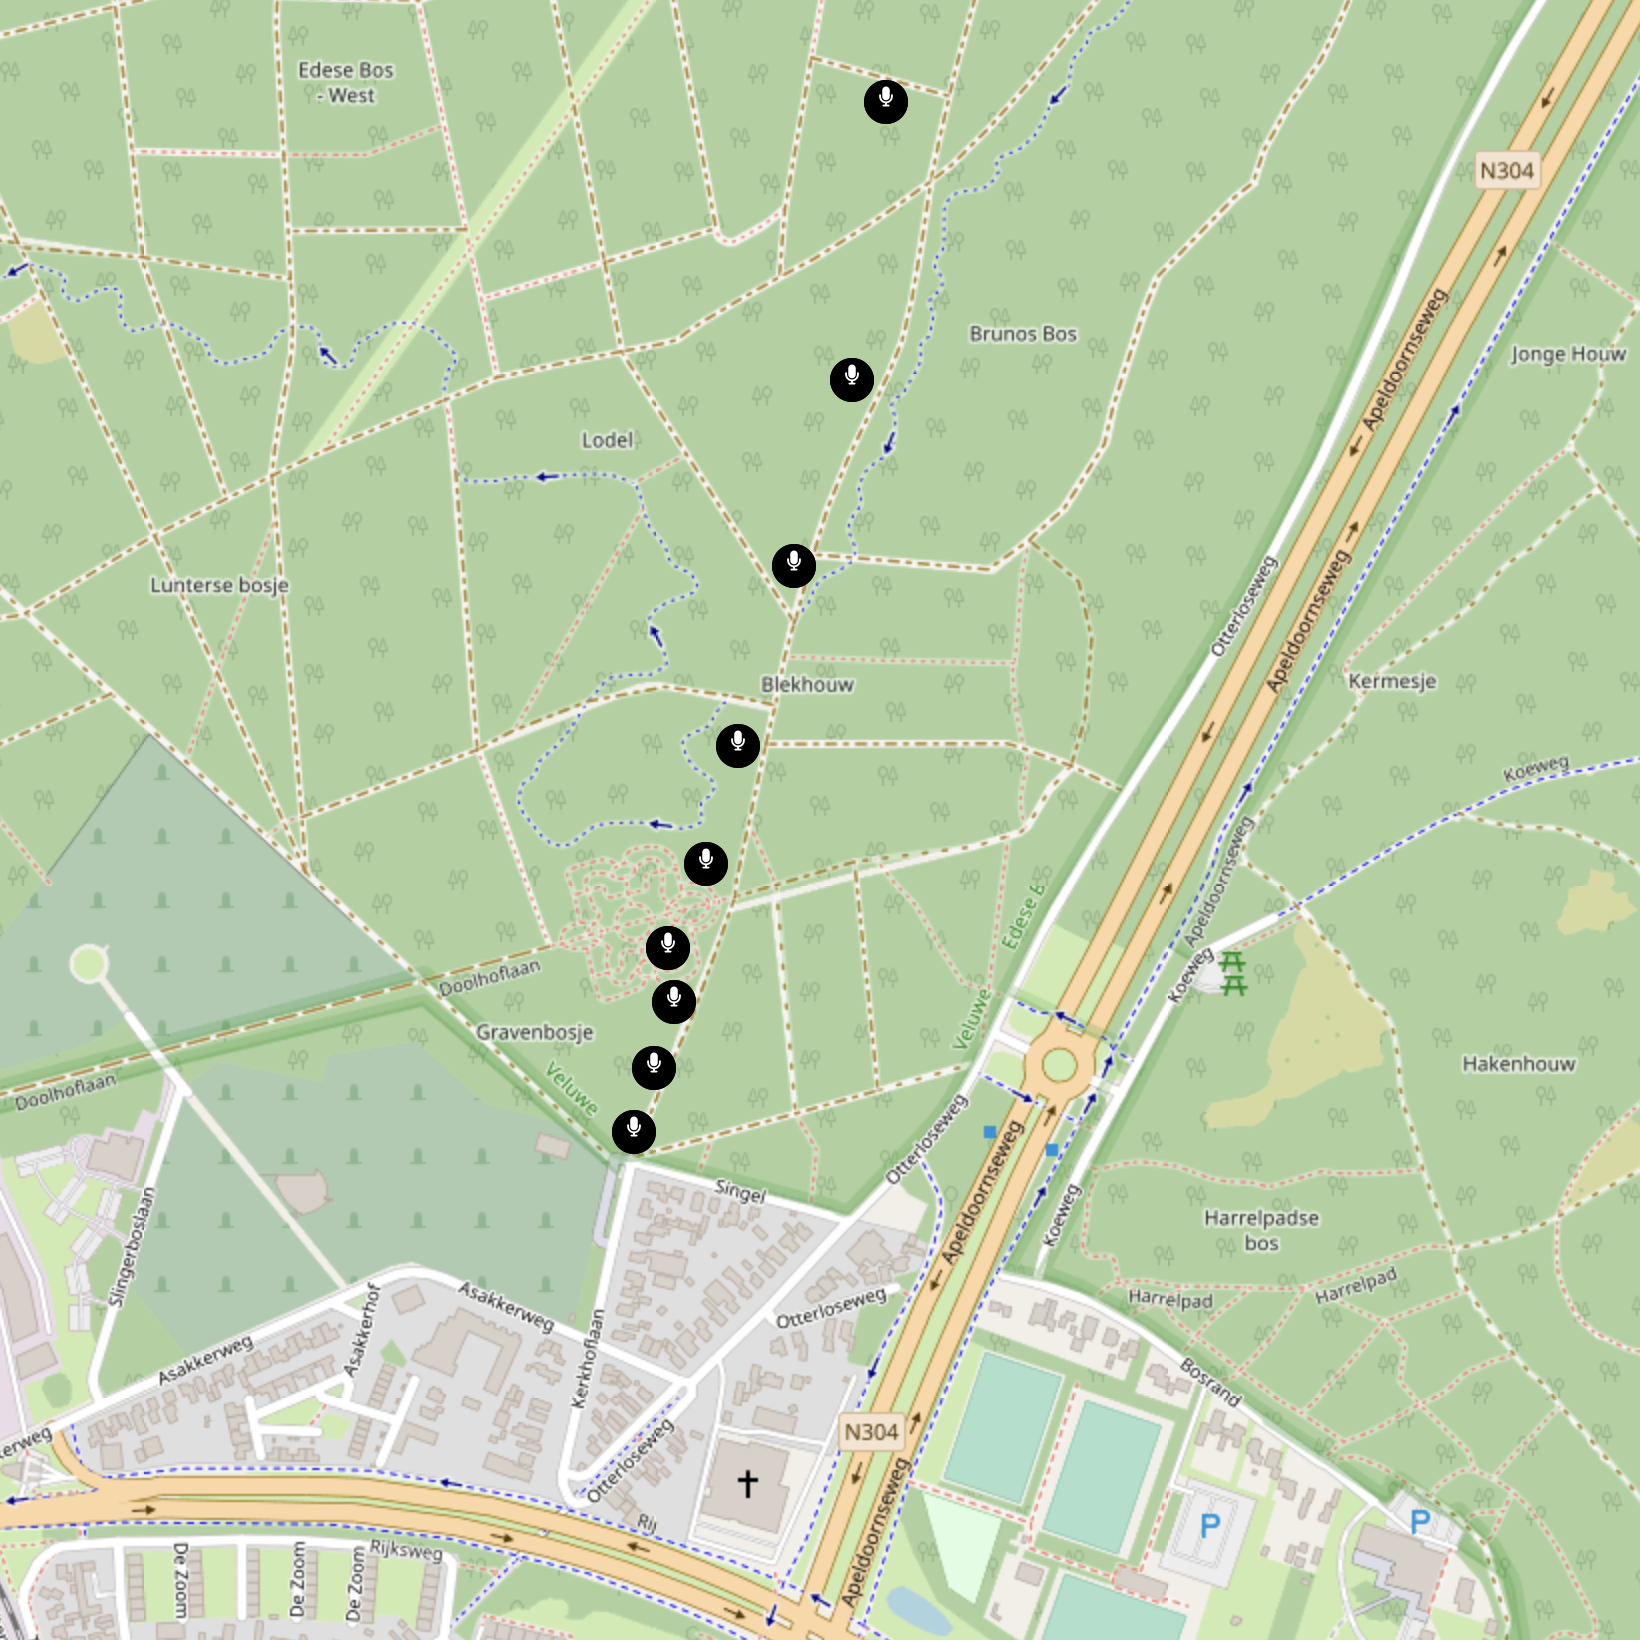 Edese Bos
- West
N304
Brunos Bos
Apeldoornseweg
Jonge Houw
Lodel
Otterloseweg
Apeldoornseweg
Lunterse bosje
Blekhouw
Kermesje
Koeweg
Apeldoornseweg
Edese B
Doolhoflaan
Koeweg
Gravenbosje
Veluwe
Hakenhouw
Doolhoflaan
Veluwe
Otterloseweg
Apeldoornseweg
Singel
Koeweg
Harrelpadse
bos
Slingerboslaan
Asakkerweg
Otterloseweg
Harrelpad
Harrelpad
Asakkerhof
Asakkerweg
Kerkhoflaan
Bosrand
N304
kerweg
Otterloseweg
Apeldoornseweg
P
P
Rij
Rijksweg
De Zoom
De Zoom
De Zoom